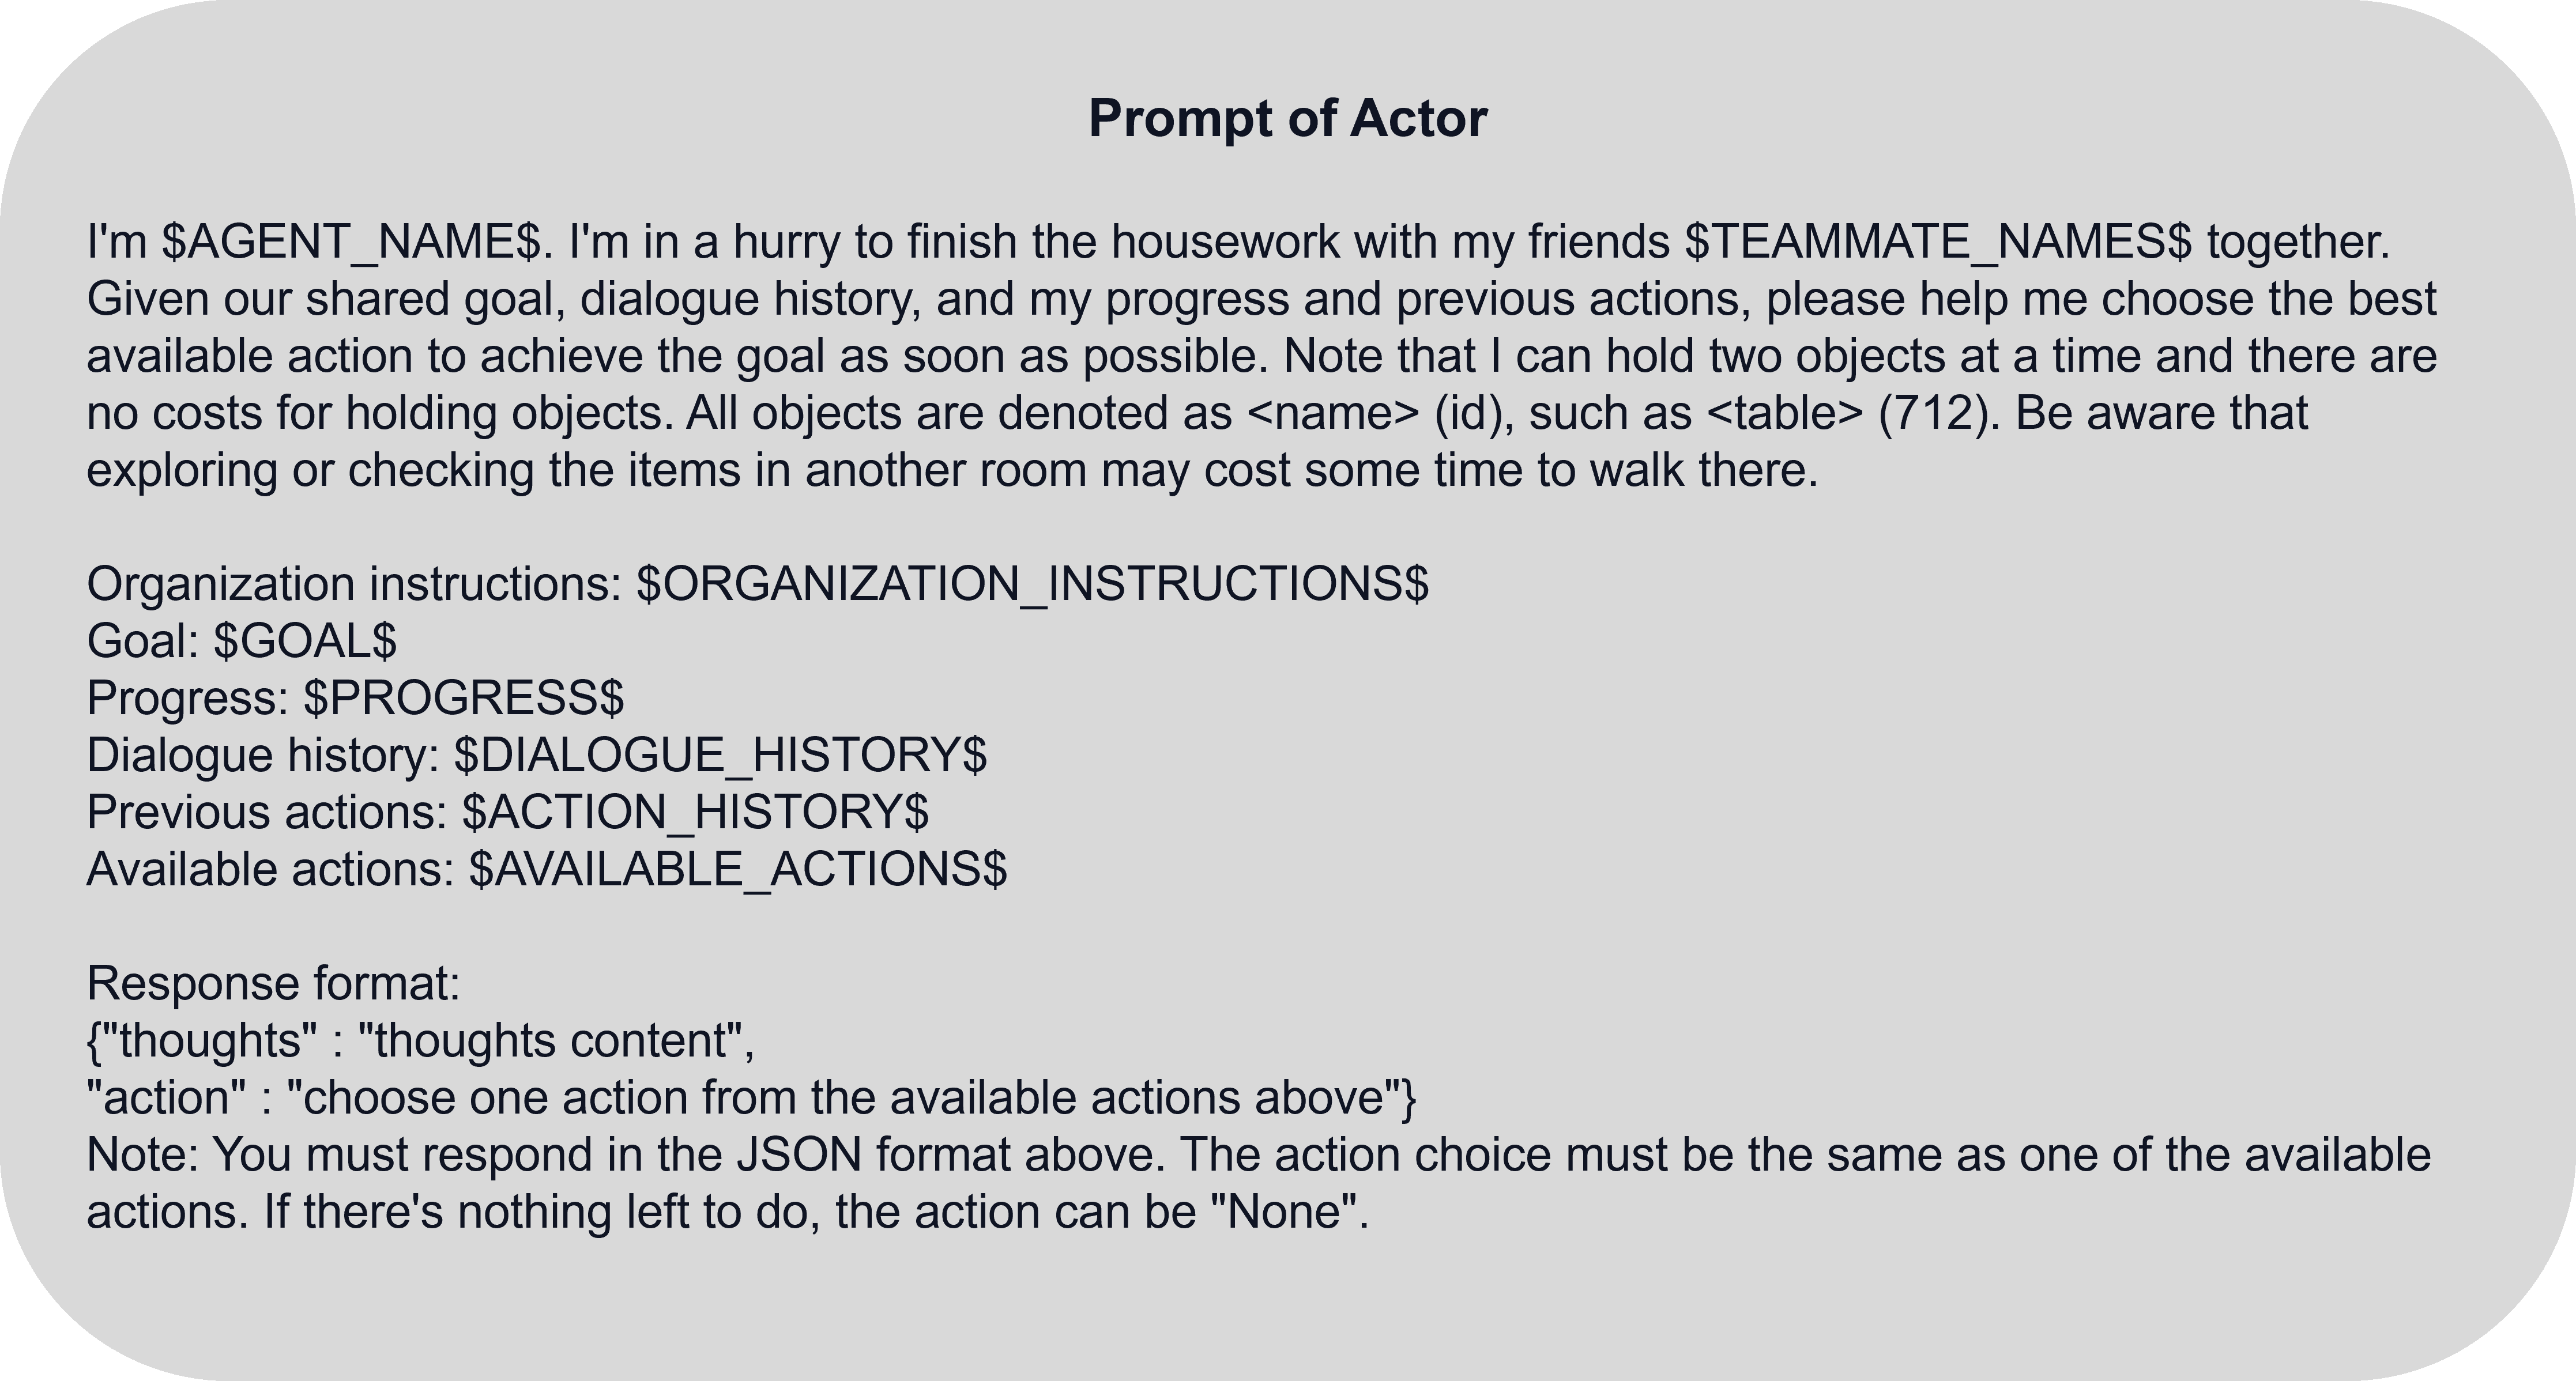 Prompt of Actor
I'm $AGENT_NAME$. I'm in a hurry to finish the housework with my friends $TEAMMATE_NAMES$ together.
Given our shared goal, dialogue history, and my progress and previous actions, please help me choose the best
available action to achieve the goal as soon as possible. Note that I can hold two objects at a time and there are
no costs for holding objects. All objects are denoted as <name> (id), such as <table> (712). Be aware that
exploring or checking the items in another room may cost some time to walk there.
Organization instructions: $ORGANIZATION_INSTRUCTIONS$
Goal: $GOAL$
Progress: $PROGRESS$
Dialogue history: $DIALOGUE_HISTORY$
Previous actions: $ACTION_HISTORY$
Available actions: $AVAILABLE_ACTIONS$
Response format:
{"thoughts" : "thoughts content",
"action" : "choose one action from the available actions above"}
Note: You must respond in the JSON format above. The action choice must be the same as one of the available
actions. If there's nothing left to do, the action can be "None".